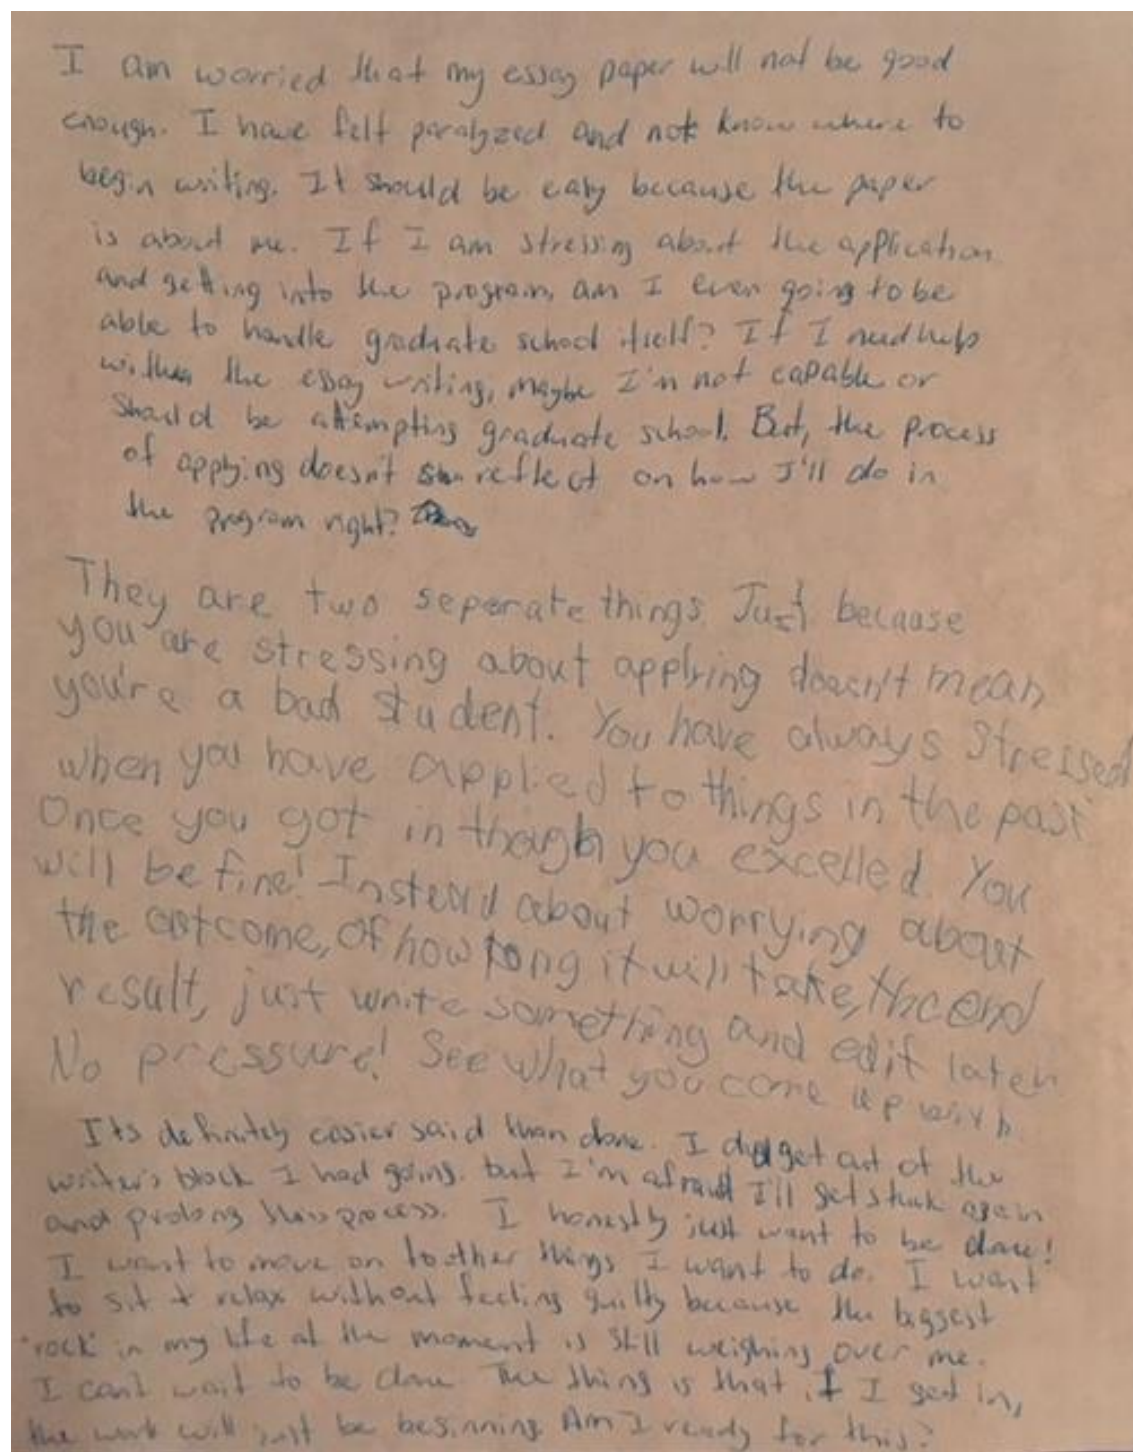 I am worried that my essay paper will not be good
enough. I have felt paralyzed and not know where to
begin writing. It should be easy because the paper
is about me. If I am stressing about the application
and getting into the program, am I even going to be
able to handle graduate school itself? If I need help
with the essay writing, maybe I'm not capable or
should be attempting graduate school. But, the process
of applying doesn't reflect on how I'll do in
the program right?
They are two seperate things. Just because
you are stressing about applying doesn't mean
you're a bad student. You have always stressed
when you have applied to things in the past
Once you got in though you excelled. You
will be fine! Instead about worrying about
the outcome, of how long it will take, the end
result, just write something and edit later.
No pressure! See what you come up with.
Its definitely easier said than done. I did get out of the
writer's block I had going, but I'm afraid I'll get stuck again
and prolong this process. I honestly just want to be done!
I want to move on to other things I want to do. I want
to sit + relax without feeling guilty because the biggest
'rock' in my life at the moment is still weighing over me.
I can't wait to be done. The thing is that if I get in,
the work will just be beginning. Am I ready for this?